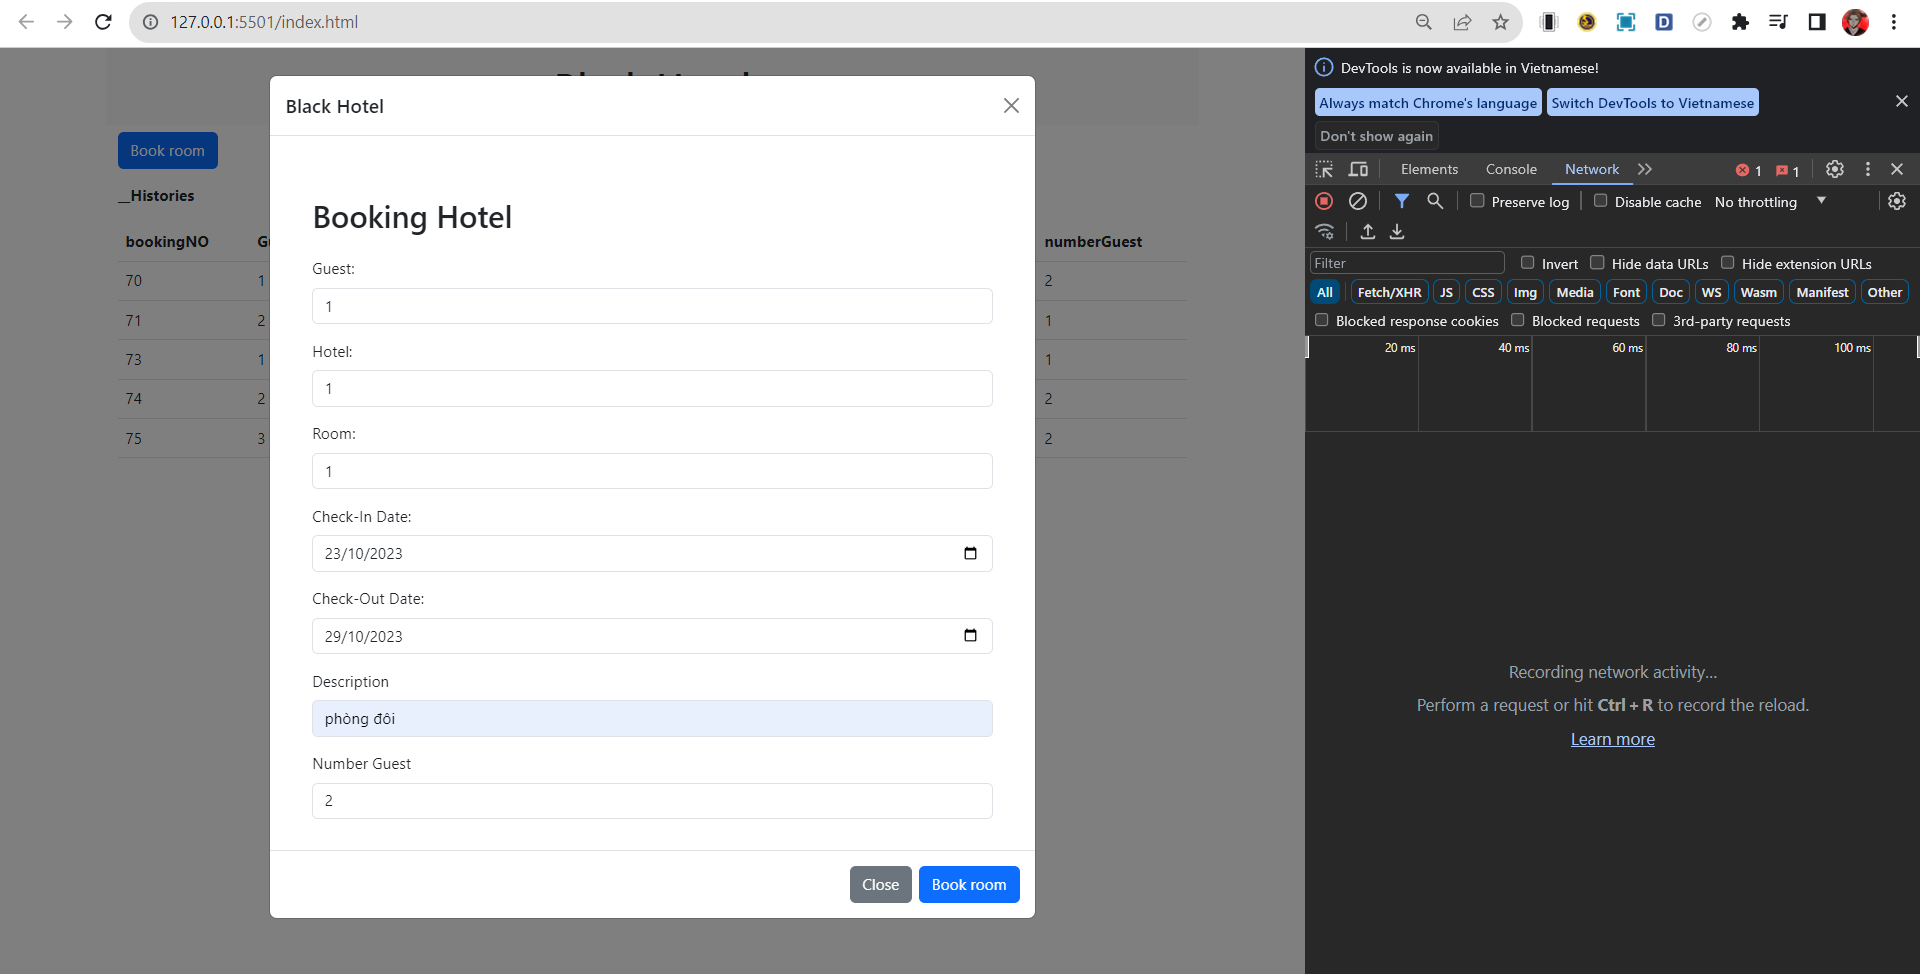 127.0.0.1:5501/index.html
Black Hotel
Book room
__Histories
bookingNO
numberGuest
70 1 2
71 2 1
73 1 1
74 2 2
75 3 2
Booking Hotel
Guest:
1
Hotel:
1
Room:
1
Check-In Date:
23/10/2023
Check-Out Date:
29/10/2023
Description
phòng đôi
Number Guest
2
Close Book room
DevTools is now available in Vietnamese!
Always match Chrome's language Switch DevTools to Vietnamese
Don't show again
Elements Console Network 1 1
Preserve log Disable cache No throttling
Filter Invert Hide data URLs Hide extension URLs
All Fetch/XHR JS CSS Img Media Font Doc WS Wasm Manifest Other
Blocked response cookies Blocked requests 3rd-party requests
20 ms 40 ms 60 ms 80 ms 100 ms
Recording network activity...
Perform a request or hit Ctrl + R to record the reload.
Learn more